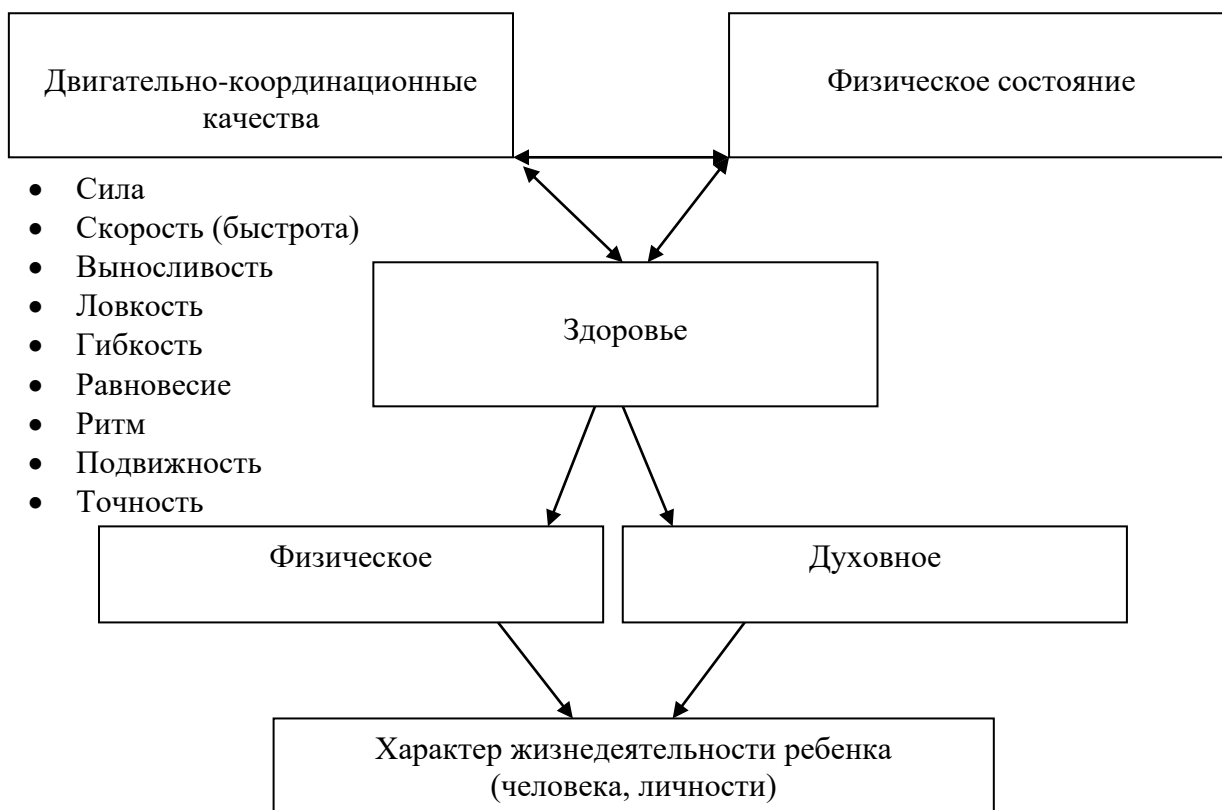 Двигательно-координационные
качества
Физическое состояние
• Сила
• Скорость (быстрота)
• Выносливость
• Ловкость
• Гибкость
• Равновесие
• Ритм
• Подвижность
• Точность
Здоровье
Физическое
Духовное
Характер жизнедеятельности ребенка
(человека, личности)